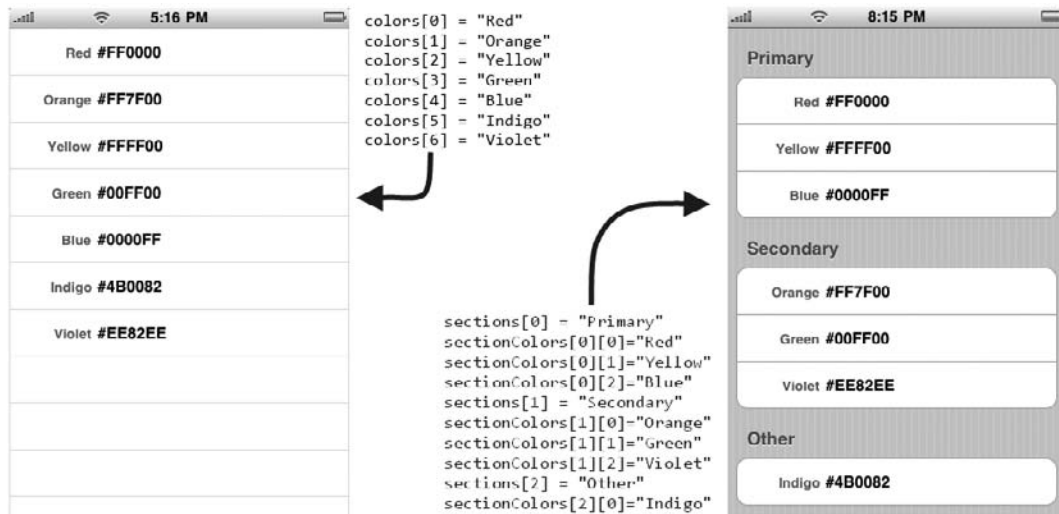 5:16 PM
Red #FF0000
Orange #FF7F00
Yellow #FFFF00
Green #00FF00
Blue #0000FF
Indigo #4B0082
Violet #EE82EE
colors[0] = "Red"
colors[1] = "Orange"
colors[2] = "Yellow"
colors[3] = "Green"
colors[4] = "Blue"
colors[5] = "Indigo"
colors[6] = "Violet"
sections[0] = "Primary"
sectionColors[0][0]="Red"
sectionColors[0][1]="Yellow"
sectionColors[0][2]="Blue"
sections[1] = "Secondary"
sectionColors[1][0]="Orange"
sectionColors[1][1]="Green"
sectionColors[1][2]="Violet"
sections[2] = "Other"
sectionColors[2][0]="Indigo"
8:15 PM
Primary
Red #FF0000
Yellow #FFFF00
Blue #0000FF
Secondary
Orange #FF7F00
Green #00FF00
Violet #EE82EE
Other
Indigo #4B0082